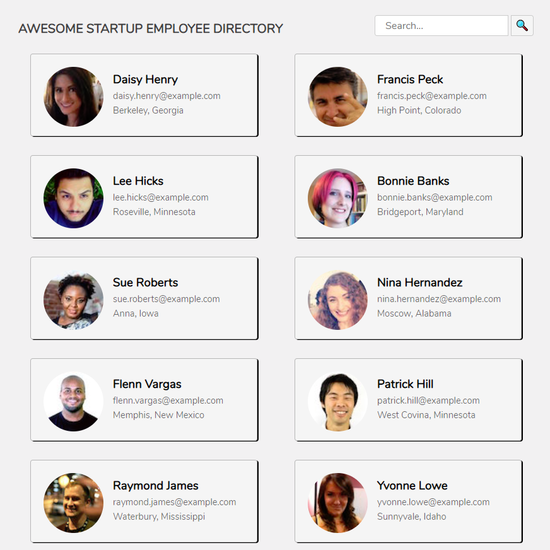 AWESOME STARTUP EMPLOYEE DIRECTORY
Search...
Daisy Henry
daisy.henry@example.com
Berkeley, Georgia
Francis Peck
francis.peck@example.com
High Point, Colorado
Lee Hicks
lee.hicks@example.com
Roseville, Minnesota
Bonnie Banks
bonnie.banks@example.com
Bridgeport, Maryland
Sue Roberts
sue.roberts@example.com
Anna, Iowa
Nina Hernandez
nina.hernandez@example.com
Moscow, Alabama
Flenn Vargas
flenn.vargas@example.com
Memphis, New Mexico
Patrick Hill
patrick.hill@example.com
West Covina, Minnesota
Raymond James
raymond.james@example.com
Waterbury, Mississippi
Yvonne Lowe
yvonne.lowe@example.com
Sunnyvale, Idaho